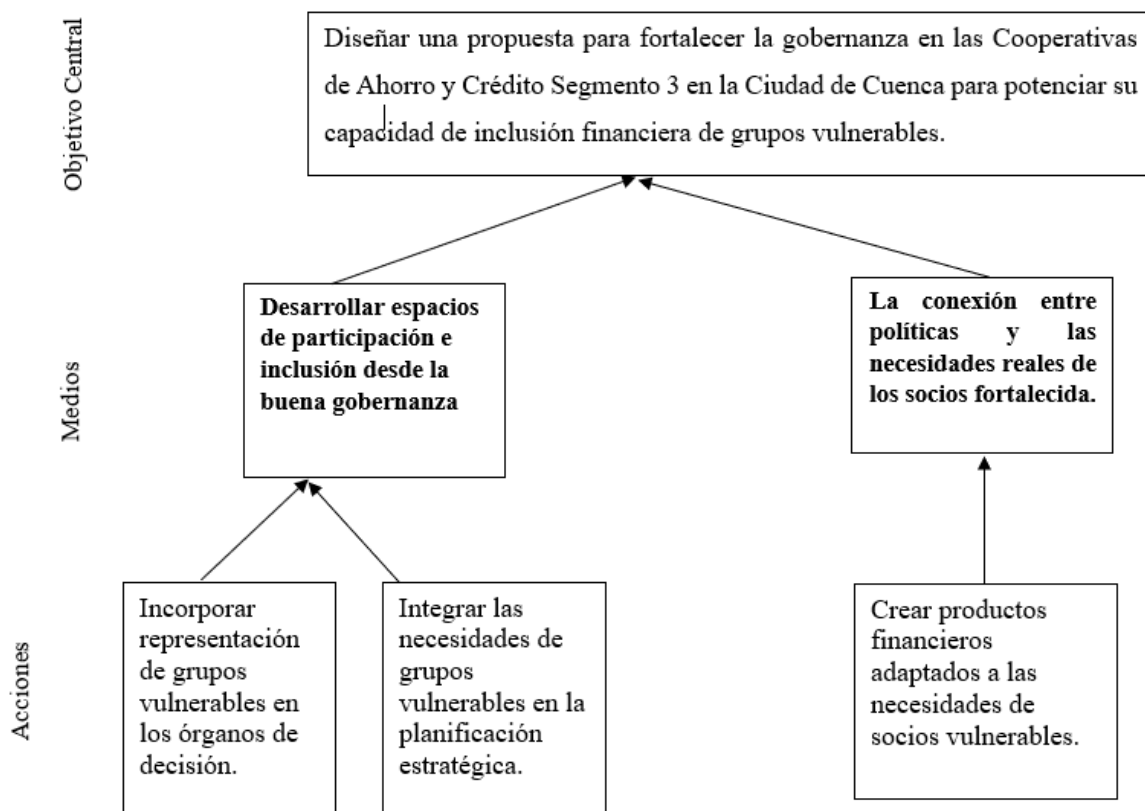 Objetivo Central
Diseñar una propuesta para fortalecer la gobernanza en las Cooperativas
de Ahorro y Crédito Segmento 3 en la Ciudad de Cuenca para potenciar su
capacidad de inclusión financiera de grupos vulnerables.
Medios
Desarrollar espacios
de participación e
inclusión desde la
buena gobernanza
La conexión entre
políticas y las
necesidades reales de
los socios fortalecida.
Acciones
Incorporar
representación
de grupos
vulnerables en
los órganos de
decisión.
Integrar las
necesidades de
grupos
vulnerables en la
planificación
estratégica.
Crear productos
financieros
adaptados a las
necesidades de
socios vulnerables.